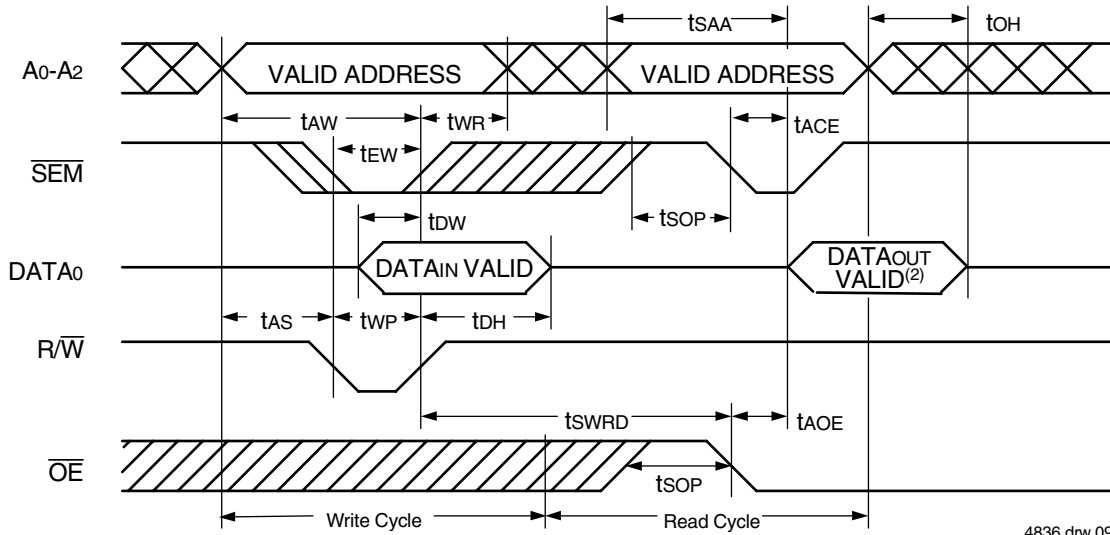 tSAA
tOH
A0-A2
VALID ADDRESS
VALID ADDRESS
tAW
tWR
tACE
tEW
SEM
tSOP
tDW
DATA0
DATAIN VALID
DATAOUT
VALID(2)
tAS
tWP
tDH
R/W
tSWRD
tAOE
OE
tSOP
Write Cycle
Read Cycle
4836 drw 09